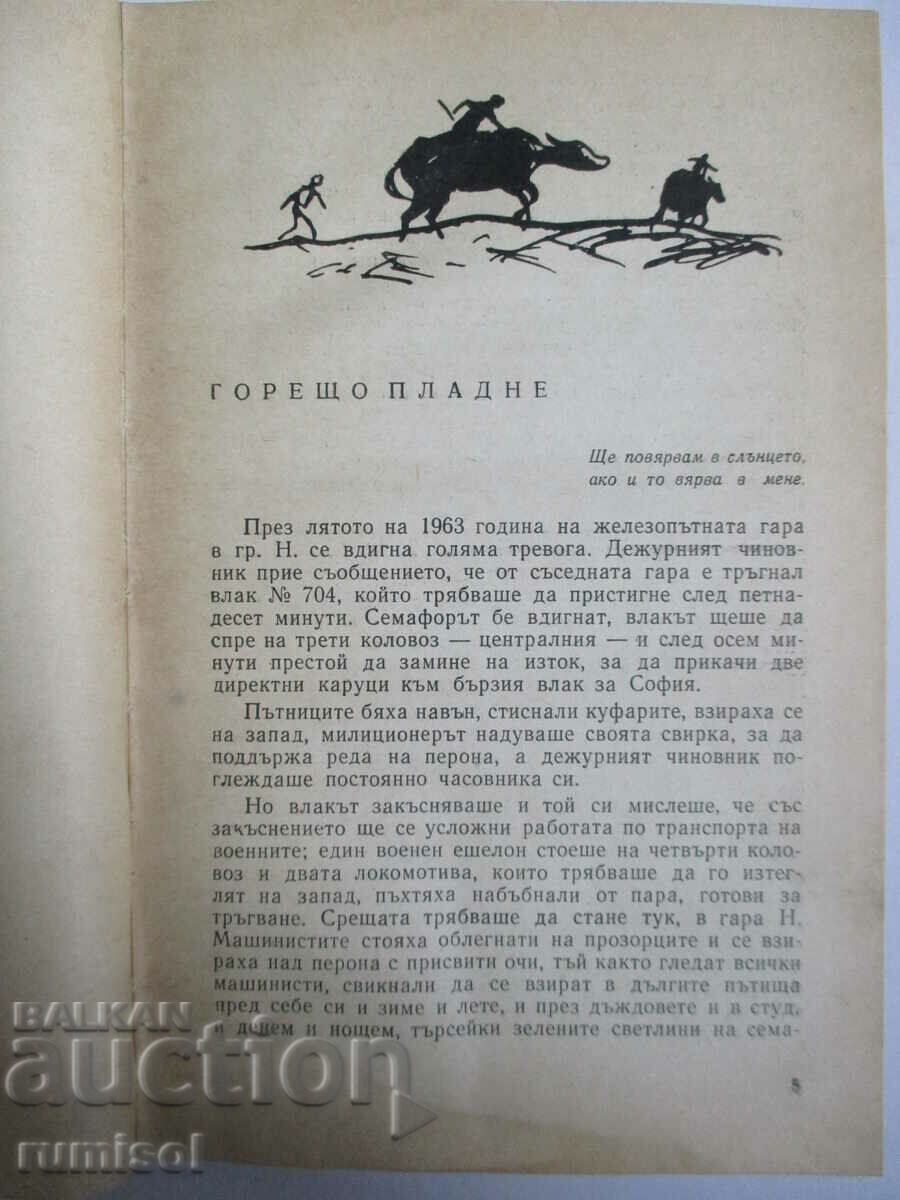 ГОРЕЩО ПЛАДНЕ
Ще повярвам в слънцето,
ако и то вярва в мене.
През лятото на 1963 година на железопътната гара
в гр. Н. се вдигна голяма тревога. Дежурният чинов-
ник прие съобщението, че от съседната гара е тръгнал
влак № 704, който трябваше да пристигне след петна-
десет минути. Семафорът бе вдигнат, влакът щеше да
спре на трети коловоз — централния — и след осем ми-
нути престой да замине на изток, за да прикачи две
директни каруци към бързия влак за София.
Пътниците бяха навън, стиснали куфарите, взираха се
на запад, милиционерът надуваше своята свирка, за да
поддържа реда на перона, а дежурният чиновник по-
глеждаше постоянно часовника си.
Но влакът закъсняваше и той си мислеше, че със
закъснението ще се усложни работата по транспорта на
военните; един военен ешелон стоеше на четвърти коло-
воз и двата локомотива, които трябваше да го изтег-
лят на запад, пъхтяха набъбнали от пара, готови за
тръгване. Срещата трябваше да стане тук, в гара Н.
Машинистите стояха облегнати на прозорците и се взи-
раха над перона с присвити очи, тъй както гледат всички
машинисти, свикнали да се взират в дългите пътища
пред себе си и зиме и лете, и през дъждовете и в студ,
и денем и нощем, търсейки зелените светлини на сема-
5
BALKAN
auction
rumisol